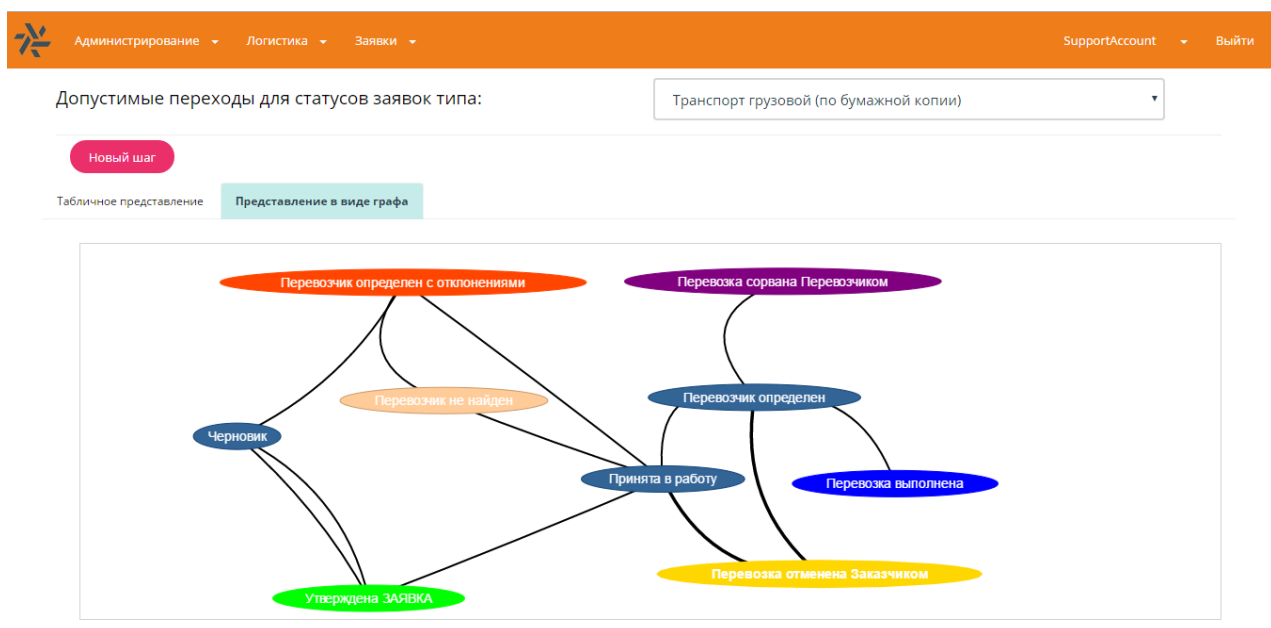 Администрирование Логистика Заявки SupportAccount Выйти
Допустимые переходы для статусов заявок типа: Транспорт грузовой (по бумажной копии)
Новый шаг
Табличное представление Представление в виде графа
Перевозчик определен с отклонениями Перевозка сорвана Перевозчиком
Перевозчик не найден Перевозчик определен
Черновик
Принята в работу Перевозка выполнена
Перевозка отменена Заказчиком
Утверждена ЗАЯВКА